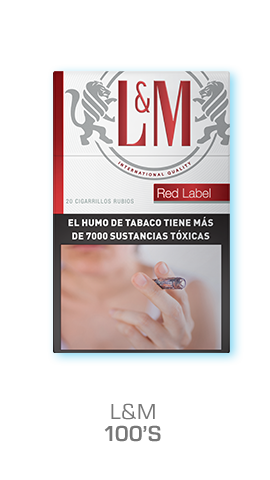 L&M
INTERNATIONAL QUALITY
Red Label
20 CIGARRILLOS RUBIOS
EL HUMO DE TABACO TIENE MÁS
DE 7000 SUSTANCIAS TÓXICAS
L&M
100'S